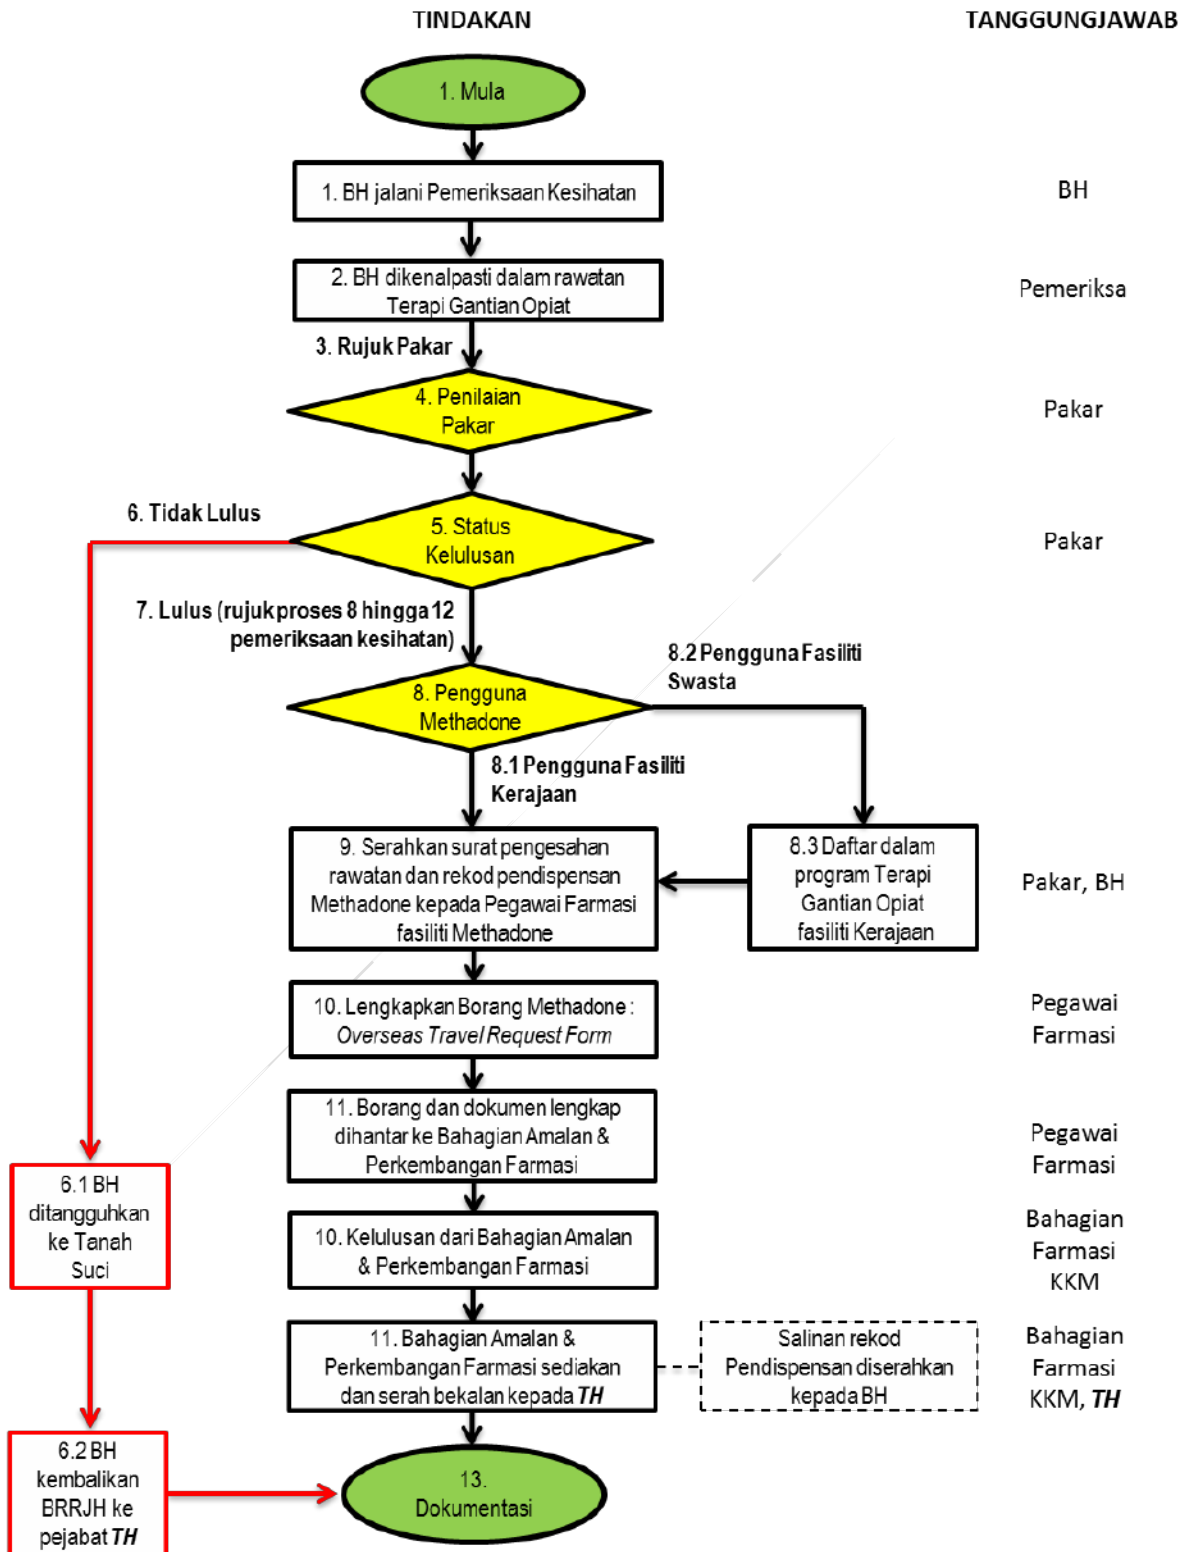 TINDAKAN
TANGGUNGJAWAB
1. Mula
1. BH jalani Pemeriksaan Kesihatan
BH
2. BH dikenalpasti dalam rawatan
Terapi Gantian Opiat
Pemeriksa
3. Rujuk Pakar
4. Penilaian
Pakar
Pakar
6. Tidak Lulus
5. Status
Kelulusan
Pakar
7. Lulus (rujuk proses 8 hingga 12
pemeriksaan kesihatan)
8.2 Pengguna Fasiliti
Swasta
8. Pengguna
Methadone
8.1 Pengguna Fasiliti
Kerajaan
9. Serahkan surat pengesahan
rawatan dan rekod pendispensan
Methadone kepada Pegawai Farmasi
fasiliti Methadone
8.3 Daftar dalam
program Terapi
Gantian Opiat
fasiliti Kerajaan
Pakar, BH
10. Lengkapkan Borang Methadone :
Overseas Travel Request Form
Pegawai
Farmasi
11. Borang dan dokumen lengkap
dihantar ke Bahagian Amalan &
Perkembangan Farmasi
Pegawai
Farmasi
6.1 BH
ditangguhkan
ke Tanah
Suci
10. Kelulusan dari Bahagian Amalan
& Perkembangan Farmasi
Bahagian
Farmasi
KKM
11. Bahagian Amalan &
Perkembangan Farmasi sediakan
dan serah bekalan kepada TH
Salinan rekod
Pendispensan diserahkan
kepada BH
Bahagian
Farmasi
KKM, TH
6.2 BH
kembalikan
BRRJH ke
pejabat TH
13.
Dokumentasi